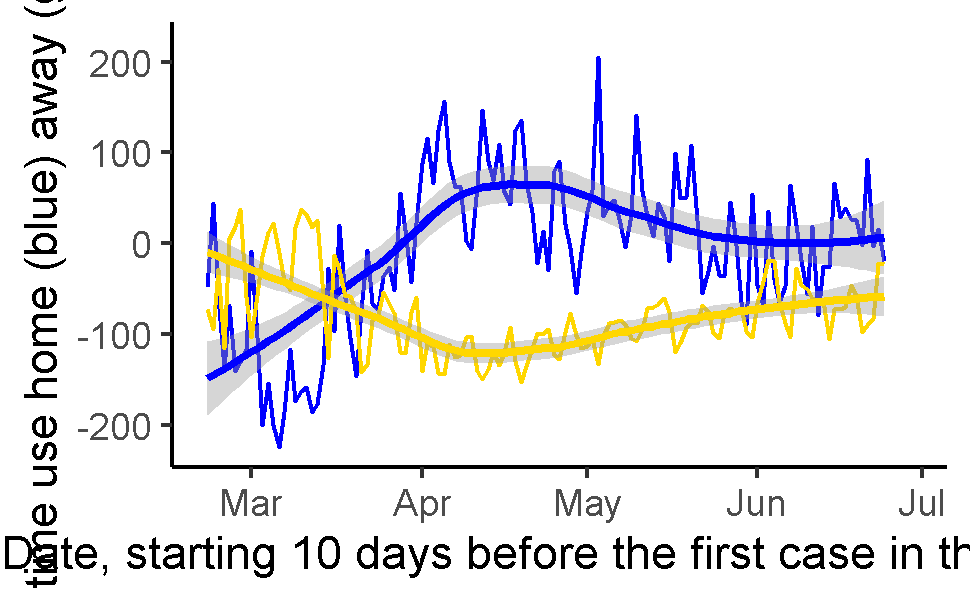 time use home (blue) away (
200
100
0
-100
-200
Mar Apr May Jun Jul
Date, starting 10 days before the first case in th